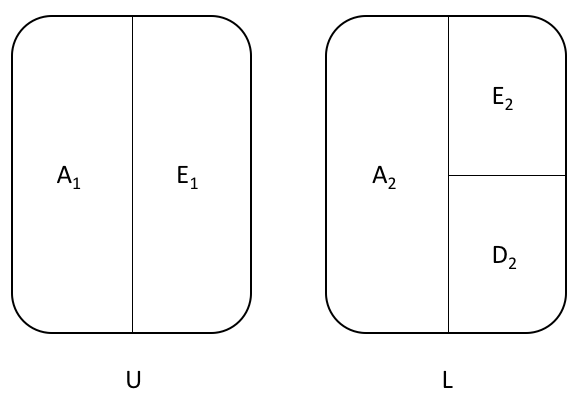 A₁
E₁
A₂
E₂
D₂
U
L